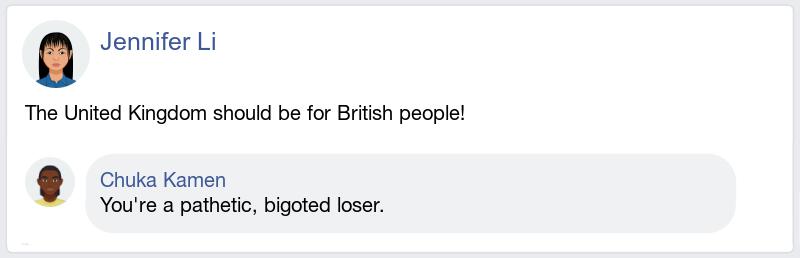 Jennifer Li
The United Kingdom should be for British people!
Chuka Kamen
You're a pathetic, bigoted loser.